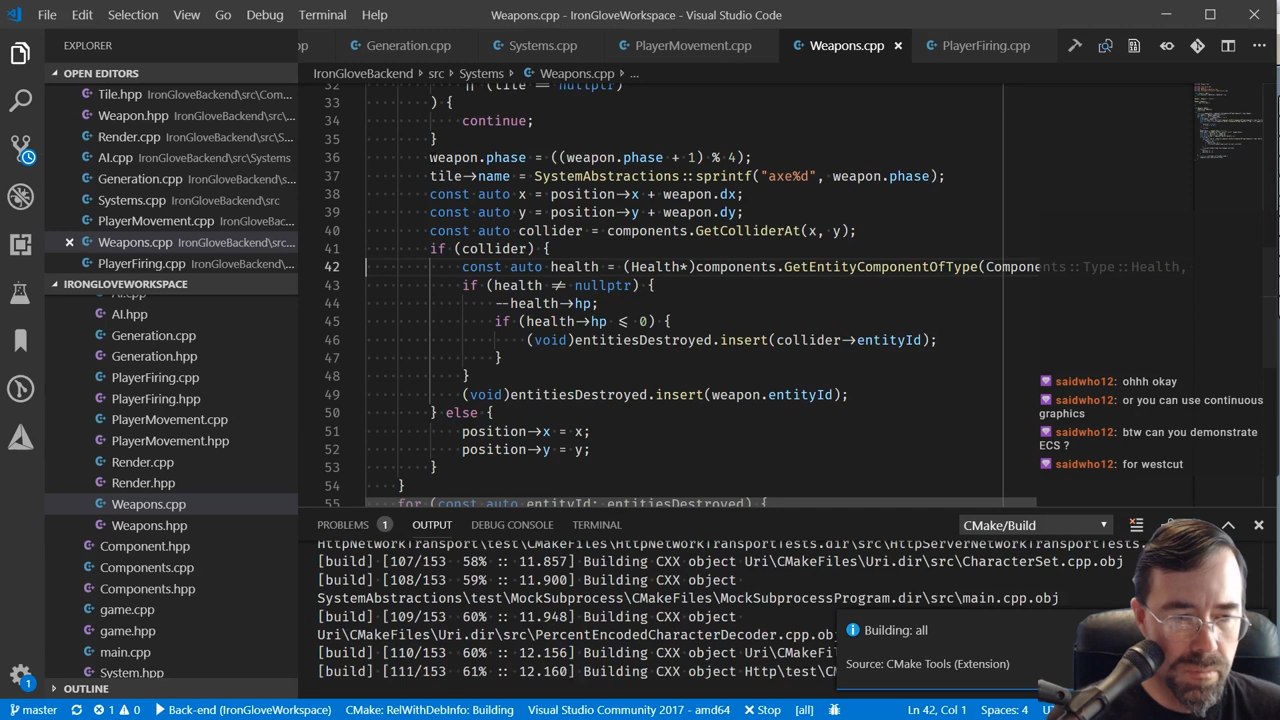 File Edit Selection View Go Debug Terminal Help
Weapons.cpp - IronGloveWorkspace - Visual Studio Code
EXPLORER
pp Generation.cpp Systems.cpp PlayerMovement.cpp Weapons.cpp PlayerFiring.cpp
OPEN EDITORS
Tile.hpp IronGloveBackend\src\Com...
Weapon.hpp IronGloveBackend\src\...
Render.cpp IronGloveBackend\src\S...
AI.cpp IronGloveBackend\src\Systems
Generation.cpp IronGloveBackend\s...
Systems.cpp IronGloveBackend\src
PlayerMovement.cpp IronGloveBac...
Weapons.cpp IronGloveBackend\src...
PlayerFiring.cpp IronGloveBackend\...
IRONGLOVEWORKSPACE
AI.cpp
AI.hpp
Generation.cpp
Generation.hpp
PlayerFiring.cpp
PlayerFiring.hpp
PlayerMovement.cpp
PlayerMovement.hpp
Render.cpp
Render.hpp
Weapons.cpp
Weapons.hpp
Component.hpp
Components.cpp
Components.hpp
game.cpp
game.hpp
main.cpp
System.hpp
OUTLINE
IronGloveBackend > src > Systems > Weapons.cpp > ...
32 || (tile == nullptr)
33 ) {
34 continue;
35 }
36 weapon.phase = ((weapon.phase + 1) % 4);
37 tile->name = SystemAbstractions::sprintf("axe%d", weapon.phase);
38 const auto x = position->x + weapon.dx;
39 const auto y = position->y + weapon.dy;
40 const auto collider = components.GetColliderAt(x, y);
41 if (collider) {
42 const auto health = (Health*)components.GetEntityComponentOfType(Components::Type::Health,
43 if (health ≠ nullptr) {
44 --health->hp;
45 if (health->hp ⩽ 0) {
46 (void)entitiesDestroyed.insert(collider->entityId);
47 }
48 }
49 (void)entitiesDestroyed.insert(weapon.entityId);
50 } else {
51 position->x = x;
52 position->y = y;
53 }
54 }
55 for (const auto entityId: entitiesDestroyed) {
saidwho12: ohhh okay
saidwho12: or you can use continuous
graphics
saidwho12: btw can you demonstrate
ECS ?
saidwho12: for westcut
PROBLEMS 1 OUTPUT DEBUG CONSOLE TERMINAL CMake/Build
HttpNetworkTransport\test\CMakeFiles\HttpNetworkTransportTests.dir\src\HttpServerNetworkTransportTests.
[build] [107/153 58% :: 11.857] Building CXX object Uri\CMakeFiles\Uri.dir\src\CharacterSet.cpp.obj
[build] [108/153 59% :: 11.900] Building CXX object
SystemAbstractions\test\MockSubprocess\CMakeFiles\MockSubprocessProgram.dir\src\main.cpp.obj
[build] [109/153 60% :: 11.948] Building CXX object
Uri\CMakeFiles\Uri.dir\src\PercentEncodedCharacterDecoder.cpp.obj
[build] [110/153 60% :: 12.156] Building CXX object Uri\CMakeFi
[build] [111/153 61% :: 12.160] Building CXX object Http\test\CM
Building: all
Source: CMake Tools (Extension)
1
master 1 0 Back-end (IronGloveWorkspace) CMake: RelWithDebInfo: Building Visual Studio Community 2017 - amd64 Stop [all] Ln 42, Col 1 Spaces: 4